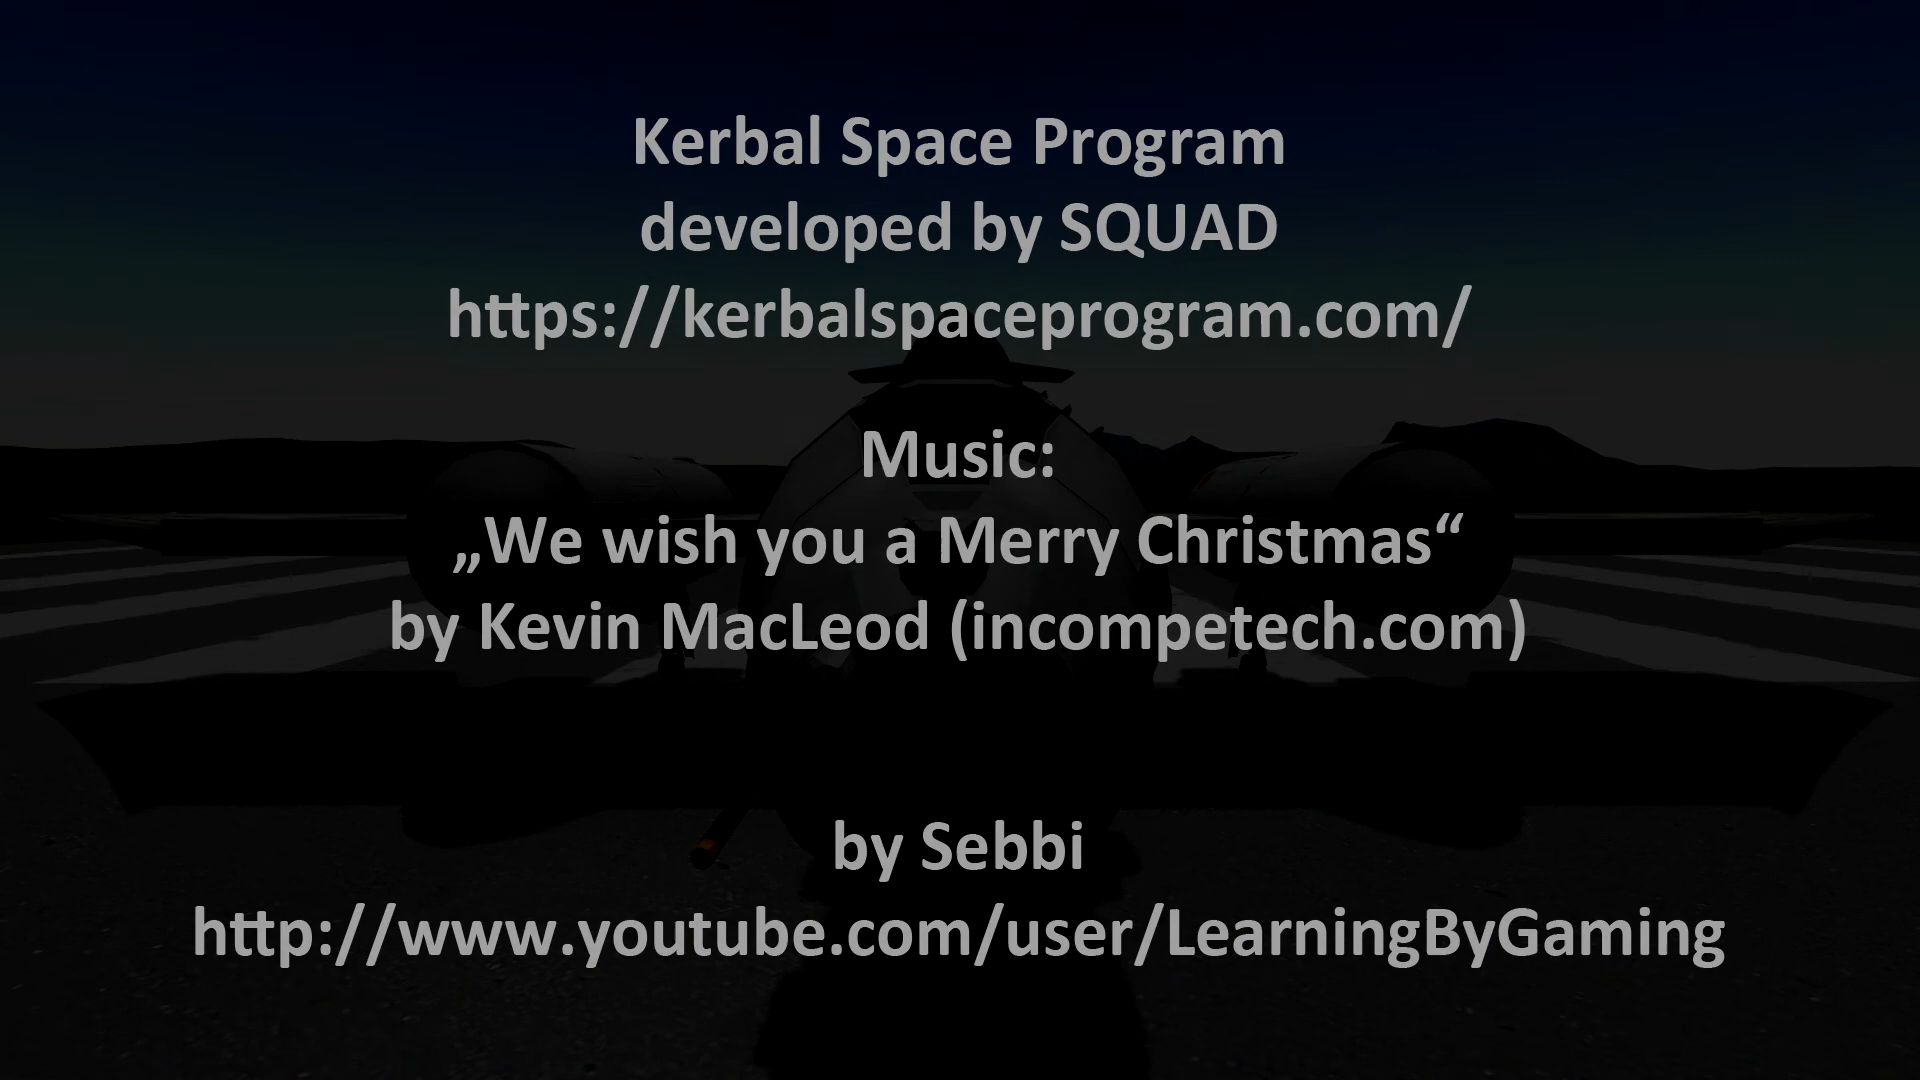 Kerbal Space Program
developed by SQUAD
https://kerbalspaceprogram.com/
Music:
„We wish you a Merry Christmas“
by Kevin MacLeod (incompetech.com)
by Sebbi
http://www.youtube.com/user/LearningByGaming